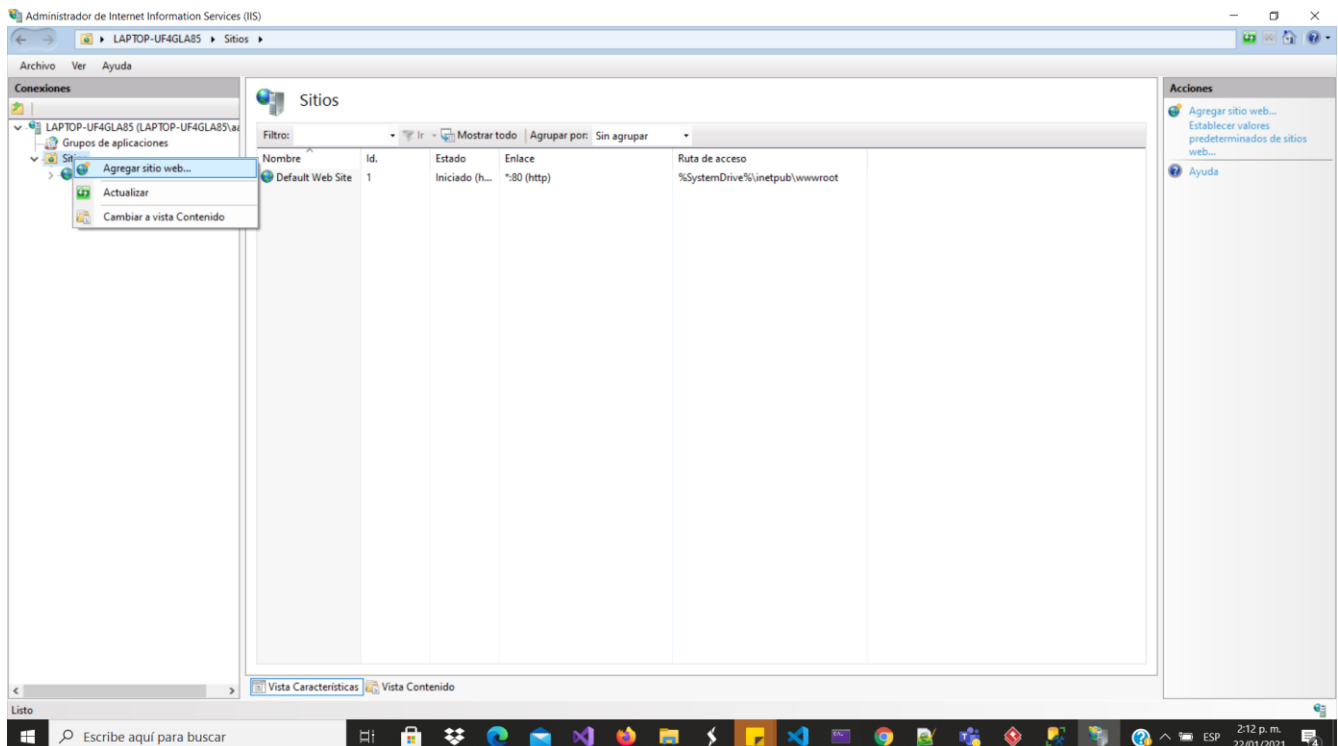 Administrador de Internet Information Services (IIS)
LAPTOP-UF4GLA85 Sitios
Archivo Ver Ayuda
Conexiones
LAPTOP-UF4GLA85 (LAPTOP-UF4GLA85\
Grupos de aplicaciones
Agregar sitio web...
Actualizar
Cambiar a vista Contenido
Sitios
Filtro: Ir Mostrar todo Agrupar por: Sin agrupar
Nombre Id. Estado Enlace Ruta de acceso
Default Web Site 1 Iniciado (h... *:80 (http) %SystemDrive%\inetpub\wwwroot
Vista Características Vista Contenido
Acciones
Agregar sitio web...
Establecer valores
predeterminados de sitios
web...
Ayuda
Listo
Escribe aquí para buscar
ESP
2:12 p. m.
22/01/2021
4